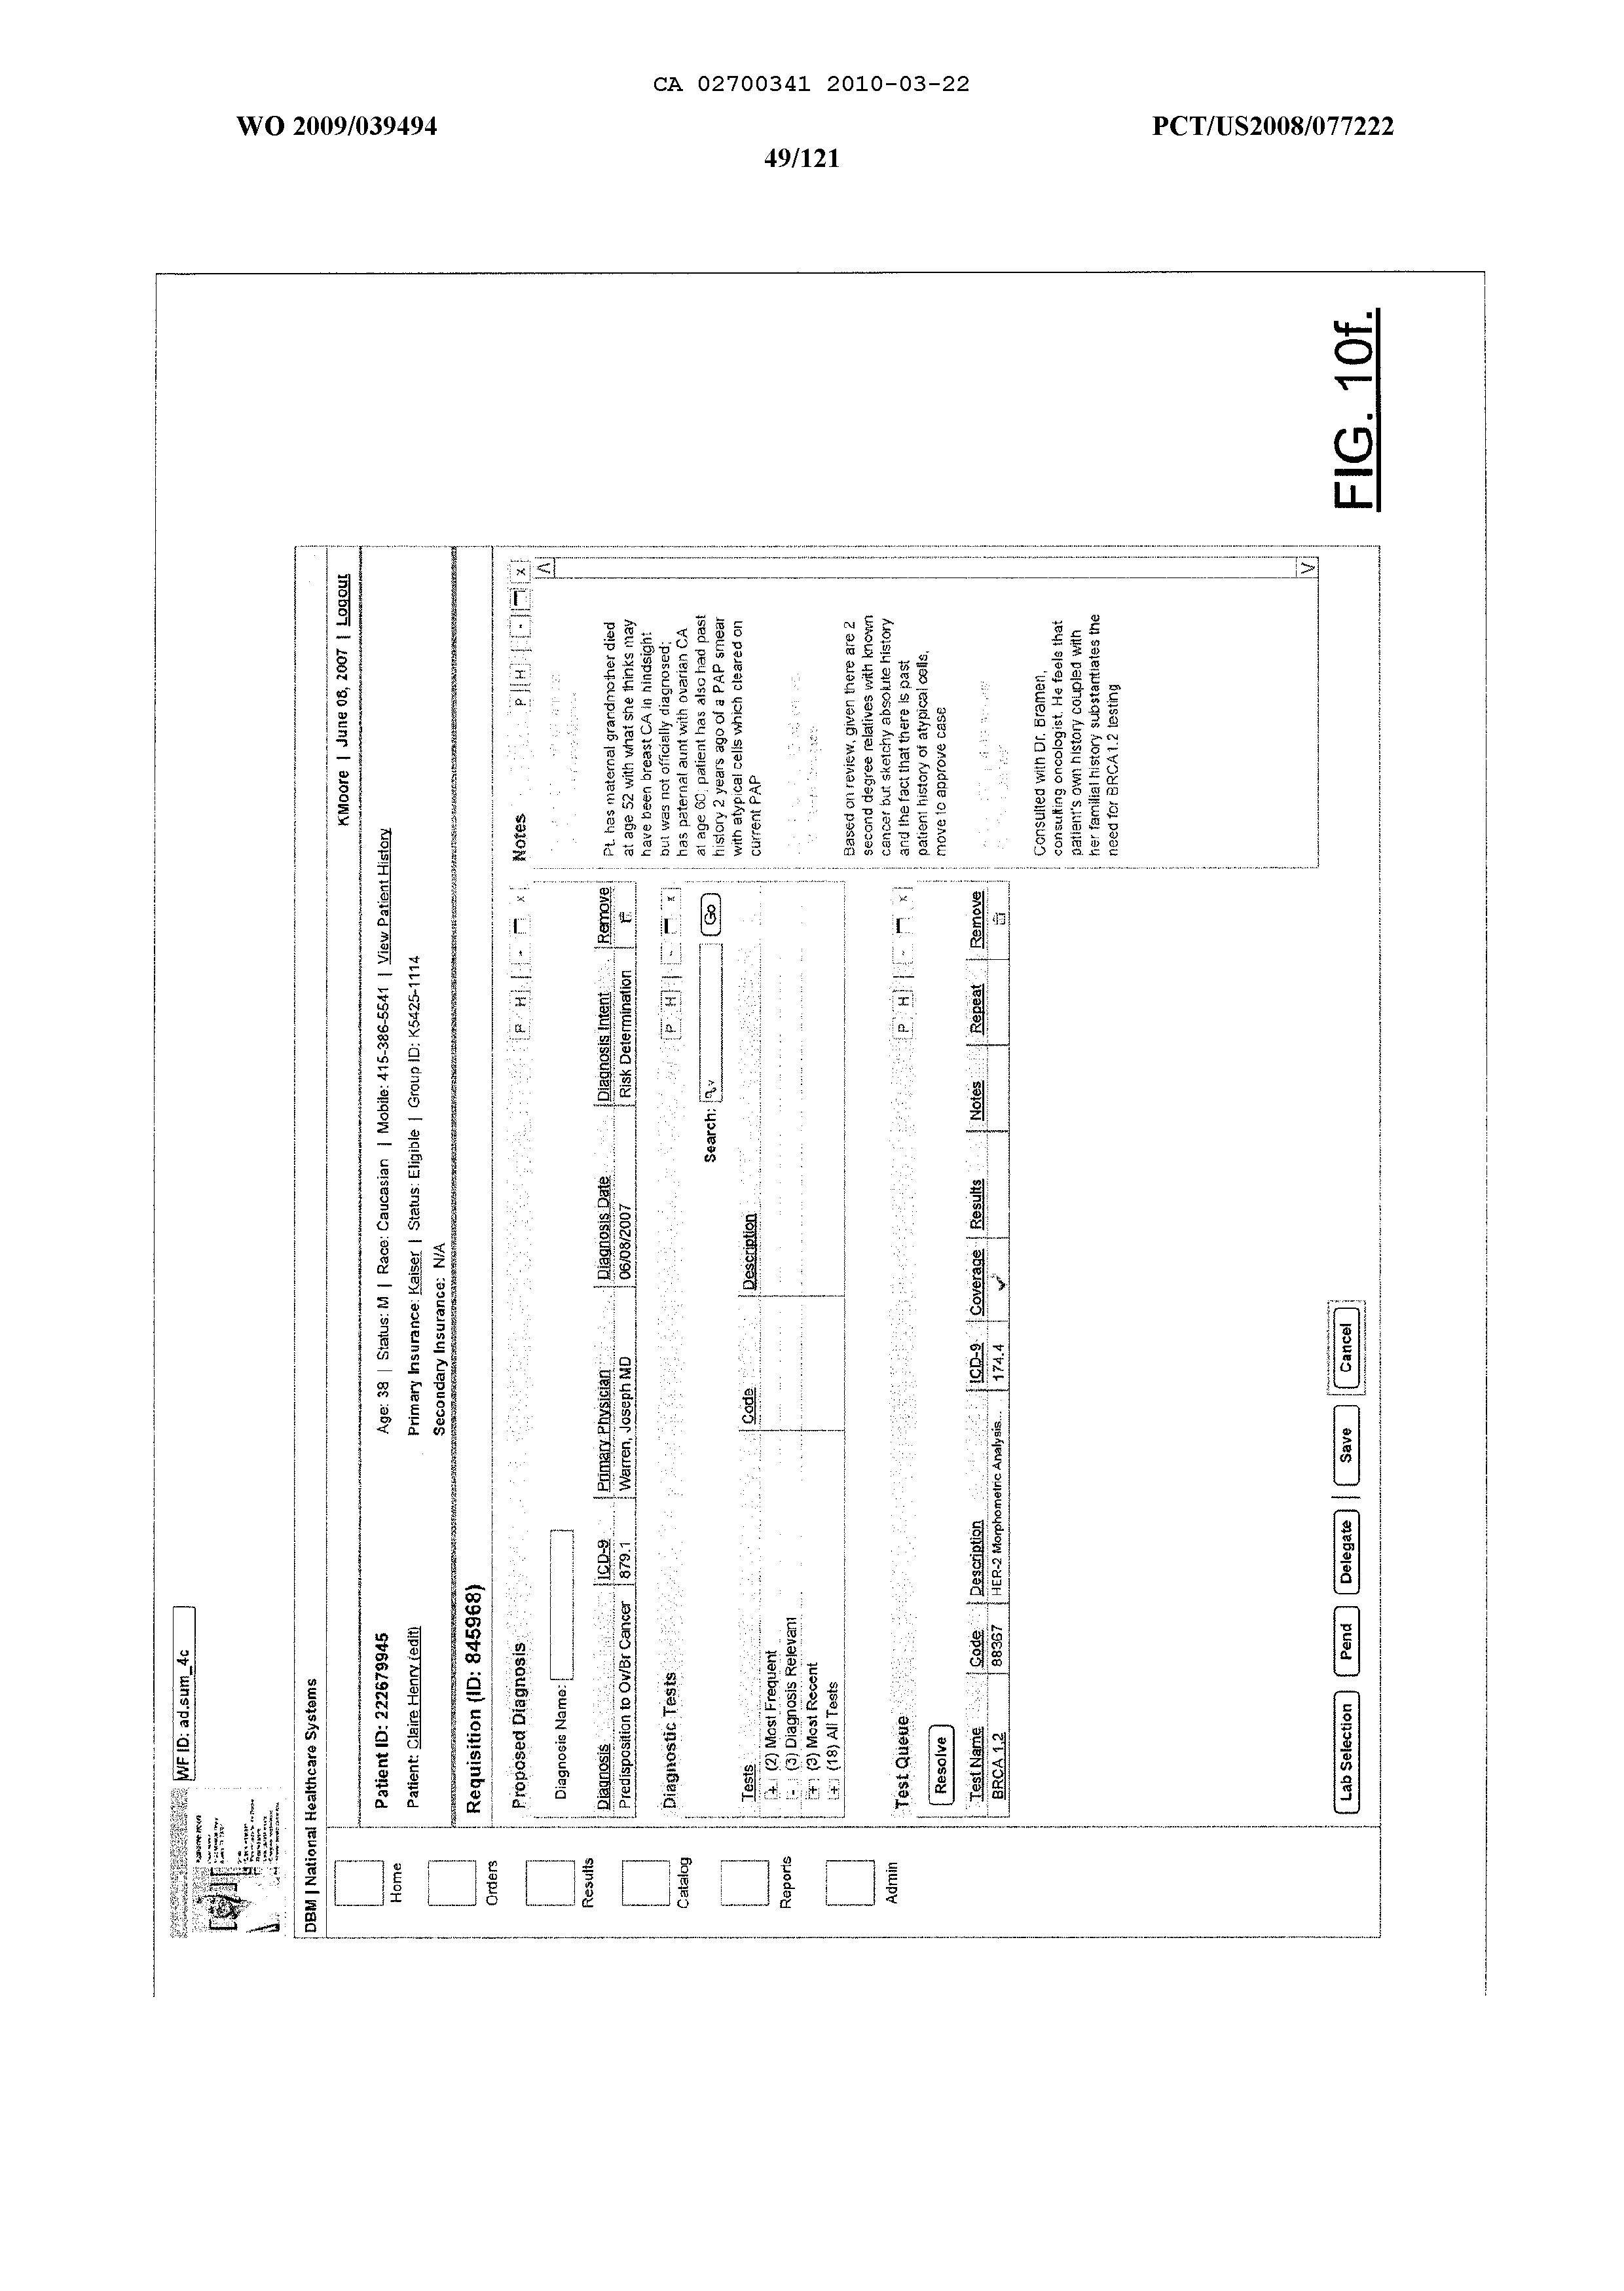 CA 02700341 2010-03-22
WO 2009/039494
PCT/US2008/077222
49/121
WF ID: ad.sum_4c
DBM | National Healthcare Systems
KMoore | June 08, 2007 | Logout
Patient ID: 222679945
Age: 38 | Status: M | Race: Caucasian | Mobile: 415-386-5541 | View Patient History
Patient: Claire Henry (edit)
Primary Insurance: Kaiser | Status: Eligible | Group ID: K5425-1114
Secondary Insurance: N/A
Home
Orders
Results
Catalog
Reports
Admin
Requisition (ID: 845968)
Proposed Diagnosis
P H - x
Diagnosis Name:
Diagnosis ICD-9 Primary Physician Diagnosis Date Diagnosis Intent Remove
Predisposition to Ov/Br Cancer 879.1 Warren, Joseph MD 06/08/2007 Risk Determination
Diagnostic Tests
P H - x
Search: Go
Tests Code Description
+ (2) Most Frequent
- (3) Diagnosis Relevant
+ (3) Most Recent
+ (18) All Tests
Test Queue
P H - x
Resolve
Test Name Code Description ICD-9 Coverage Results Notes Repeat Remove
BRCA 1.2 88367 HER-2 Morphometric Analysis... 174.4 ✓
Notes
P H - x
Pt. has maternal grandmother died
at age 52 with what she thinks may
have been breast CA in hindsight
but was not officially diagnosed;
has paternal aunt with ovarian CA
at age 60; patient has also had past
history 2 years ago of a PAP smear
with atypical cells which cleared on
current PAP
Based on review, given there are 2
second degree relatives with known
cancer but sketchy absolute history
and the fact that there is past
patient history of atypical cells,
move to approve case
Consulted with Dr. Bramen,
consulting oncologist. He feels that
patient's own history coupled with
her familial history substantiates the
need for BRCA1.2 testing
Lab Selection Pend Delegate | Save Cancel
FIG. 10f.